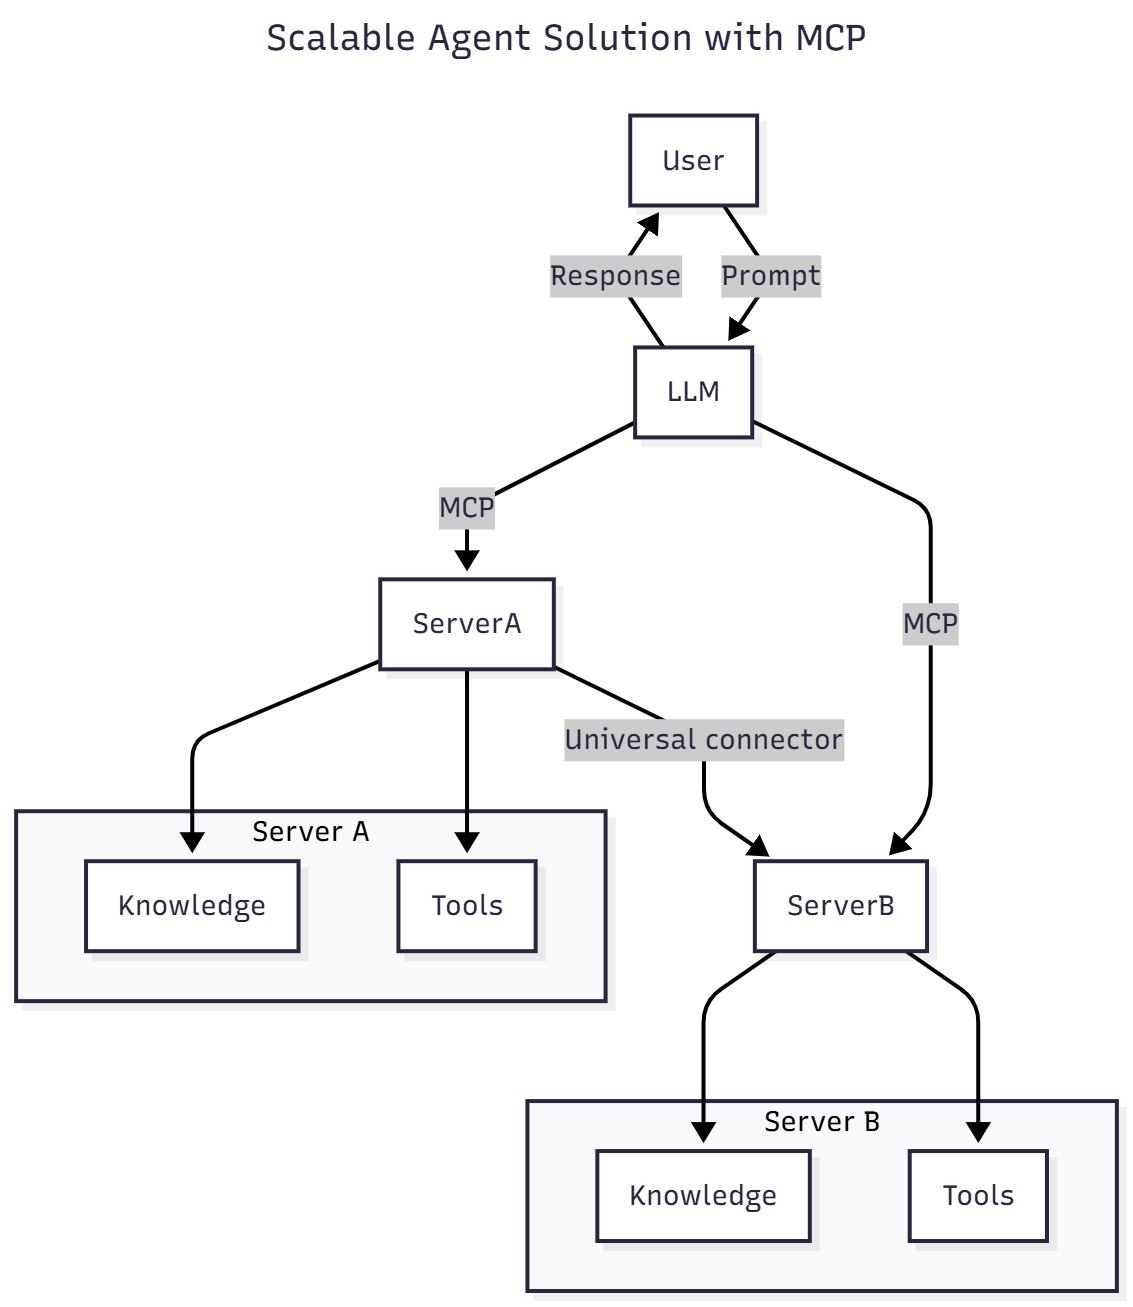 Scalable Agent Solution with MCP
User
Response
Prompt
LLM
MCP
ServerA
MCP
Universal connector
Server A
Knowledge
Tools
ServerB
Server B
Knowledge
Tools